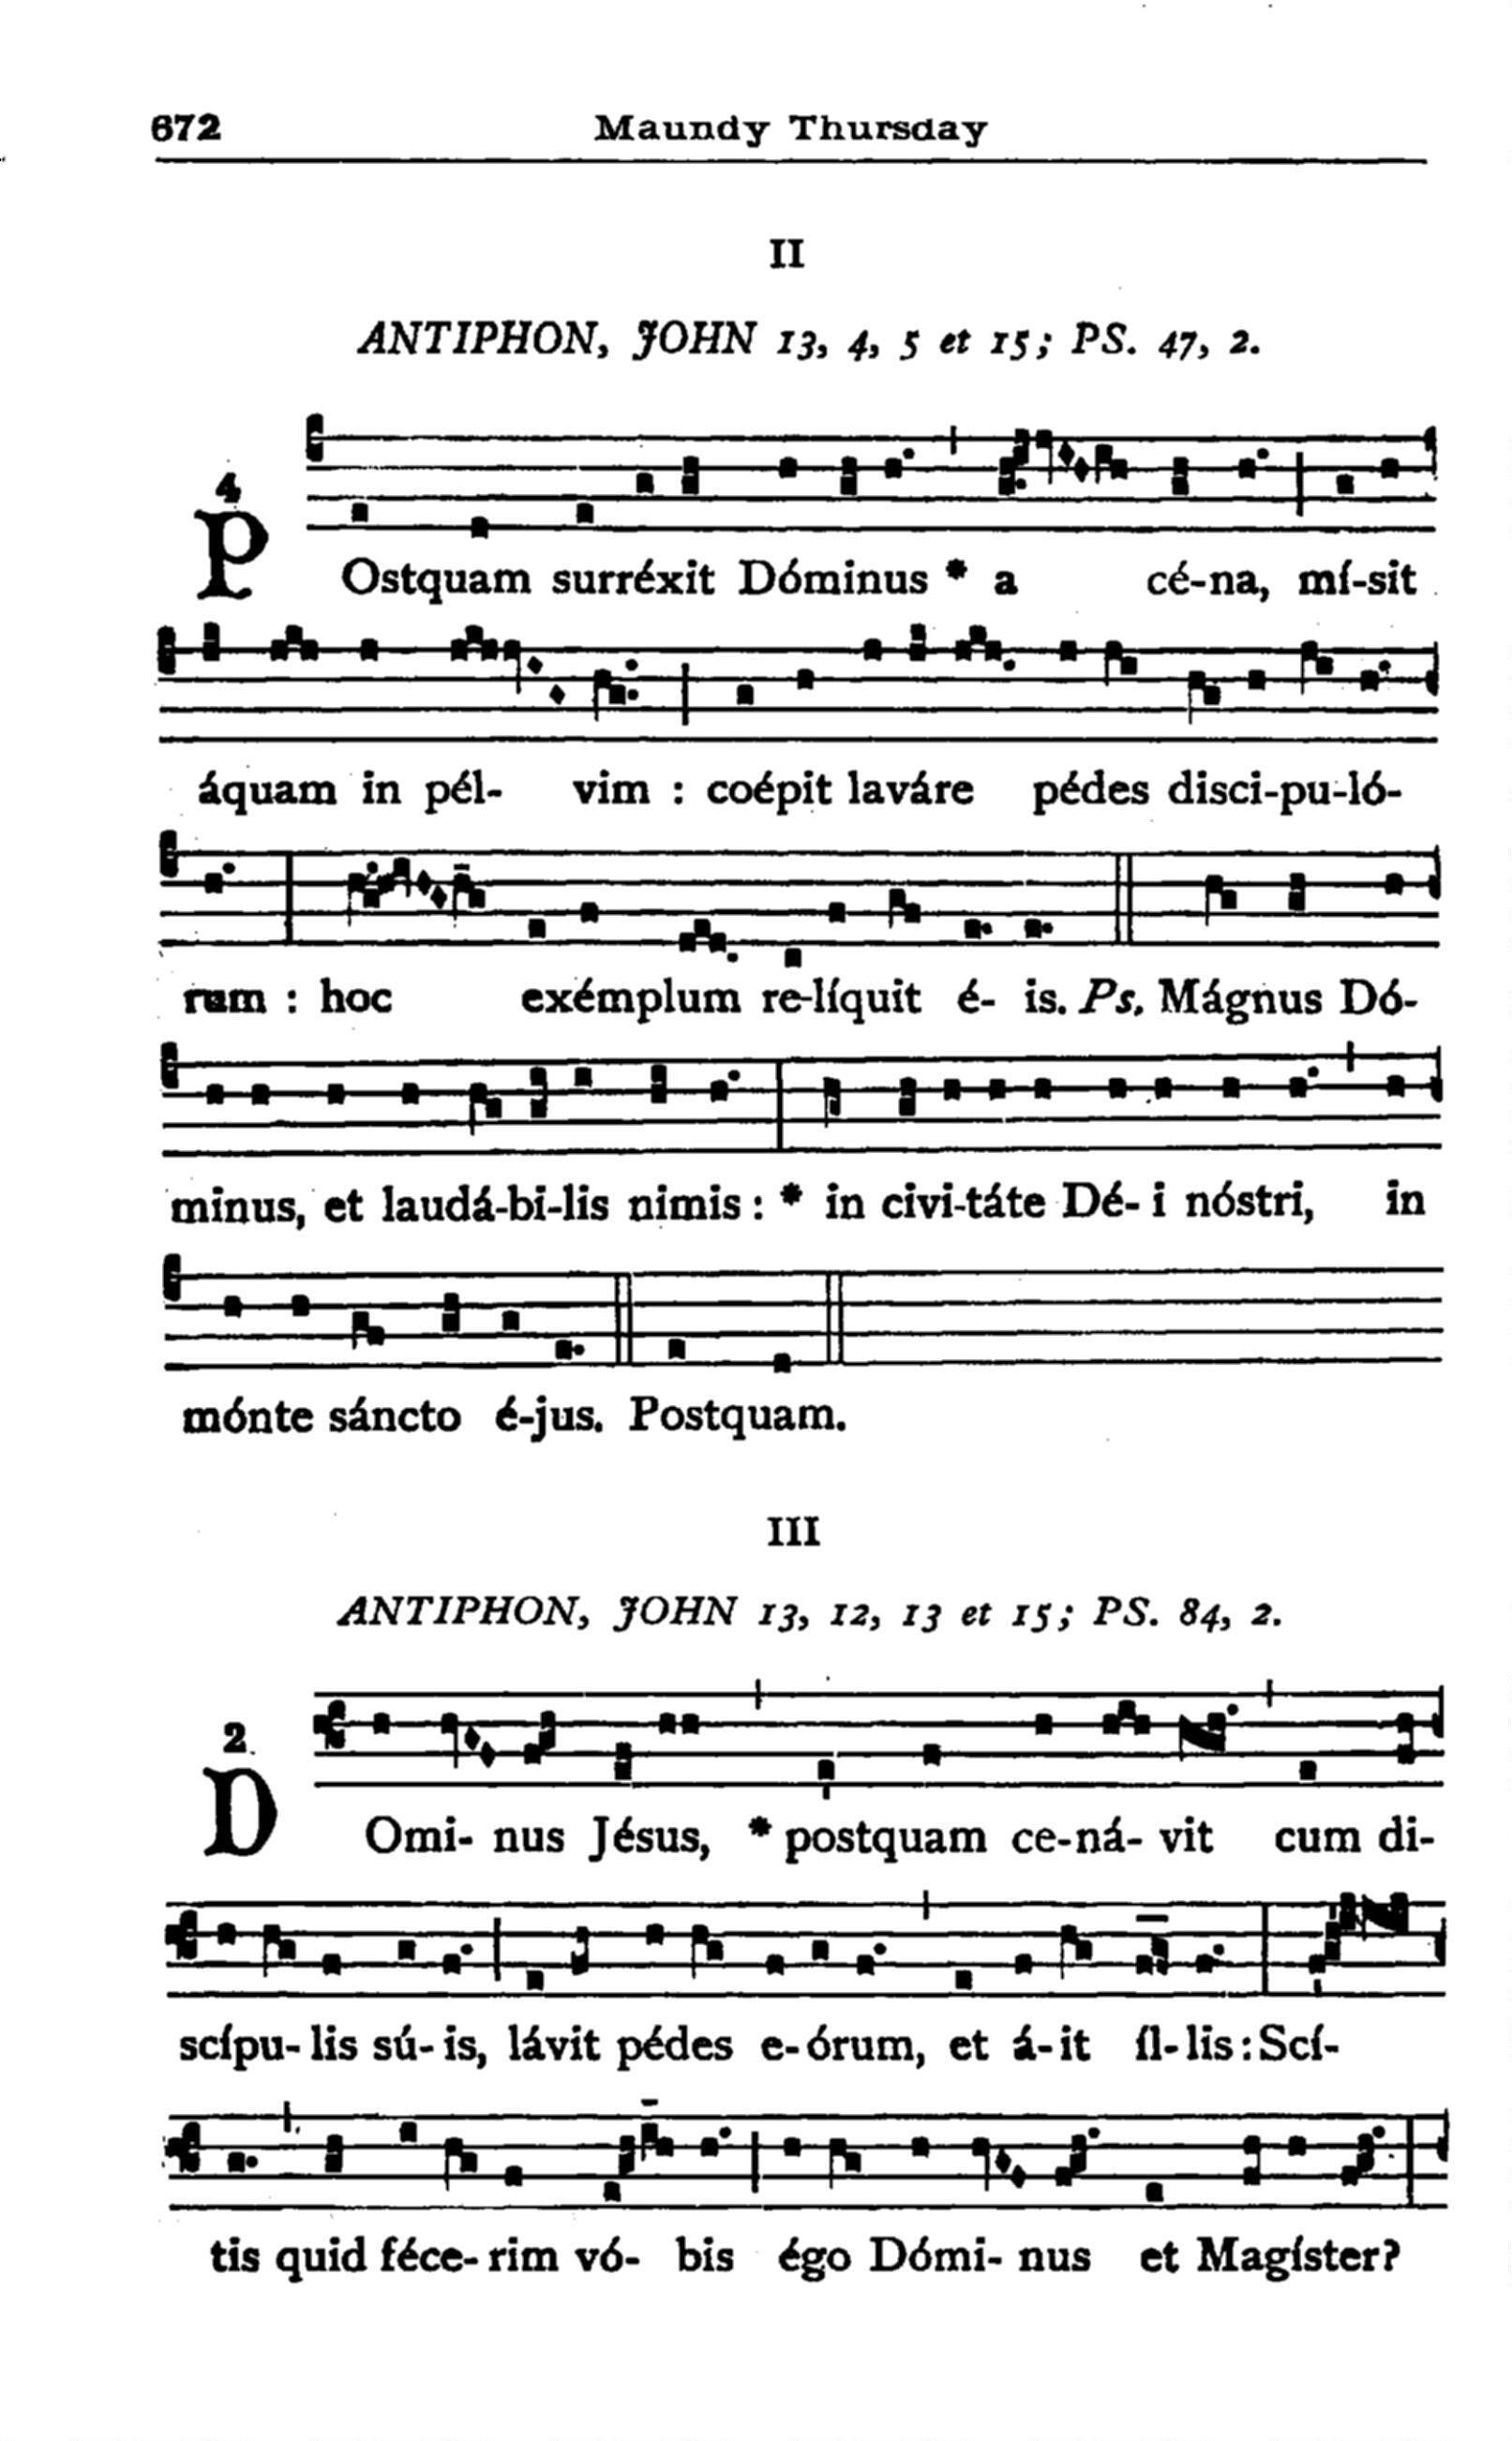 672 Maundy Thursday
II
ANTIPHON, JOHN 13, 4, 5 et 15; PS. 47, 2.
4
POstquam surréxit Dóminus * a cé-na, mí-sit
áquam in pél- vim : coépit laváre pédes disci-pu-ló-
rum : hoc exémplum re-líquit é- is. Ps. Mágnus Dó-
minus, et laudá-bi-lis nimis : * in civi-táte Dé- i nóstri, in
mónte sáncto é-jus. Postquam.
III
ANTIPHON, JOHN 13, 12, 13 et 15; PS. 84, 2.
2
DOmi- nus Jésus, * postquam ce-ná- vit cum di-
scípu- lis sú- is, lávit pédes e- órum, et á- it íl- lis : Scí-
tis quid féce- rim vó- bis égo Dómi- nus et Magíster?